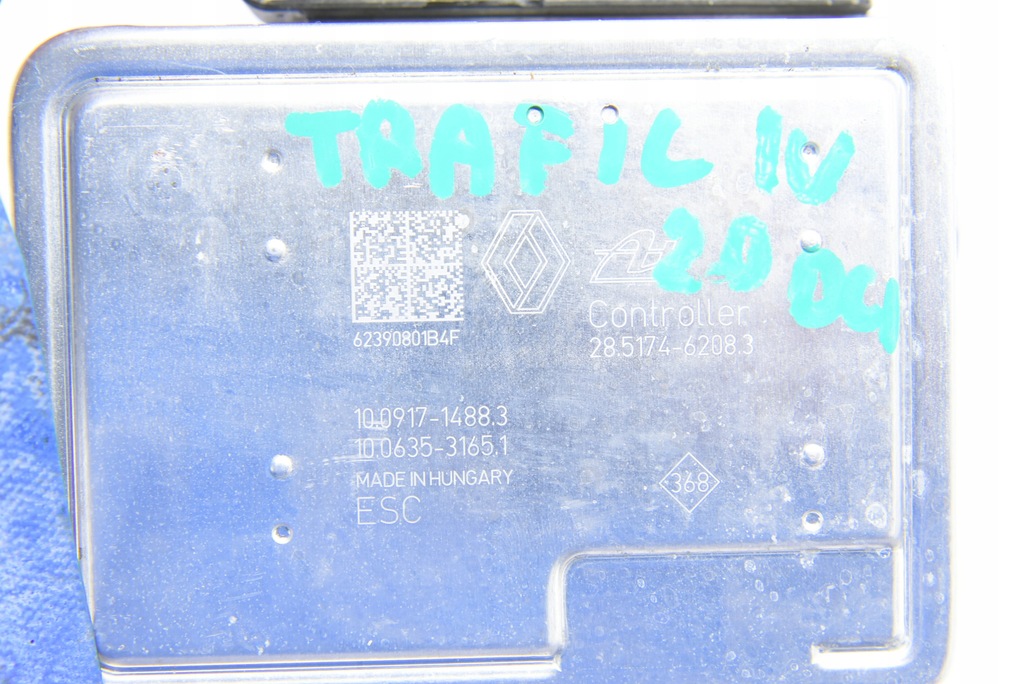 TRAFIC IV
2.0 DCI
62390801B4F
Controller
28.5174-6208.3
10.0917-1488.3
10.0635-3165.1
MADE IN HUNGARY
ESC
368